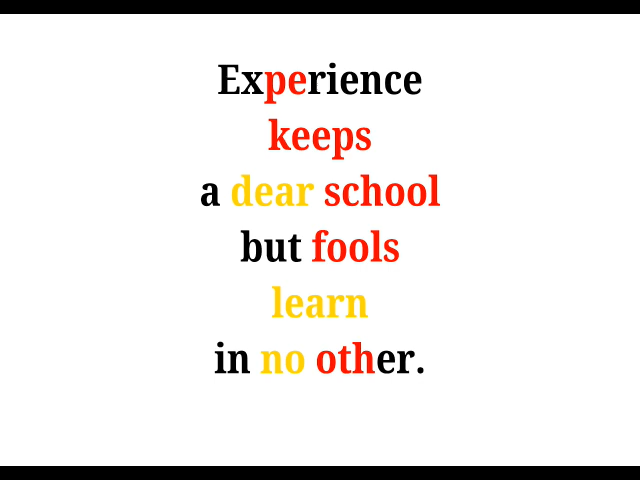 Experience
keeps
a dear school
but fools
learn
in no other.